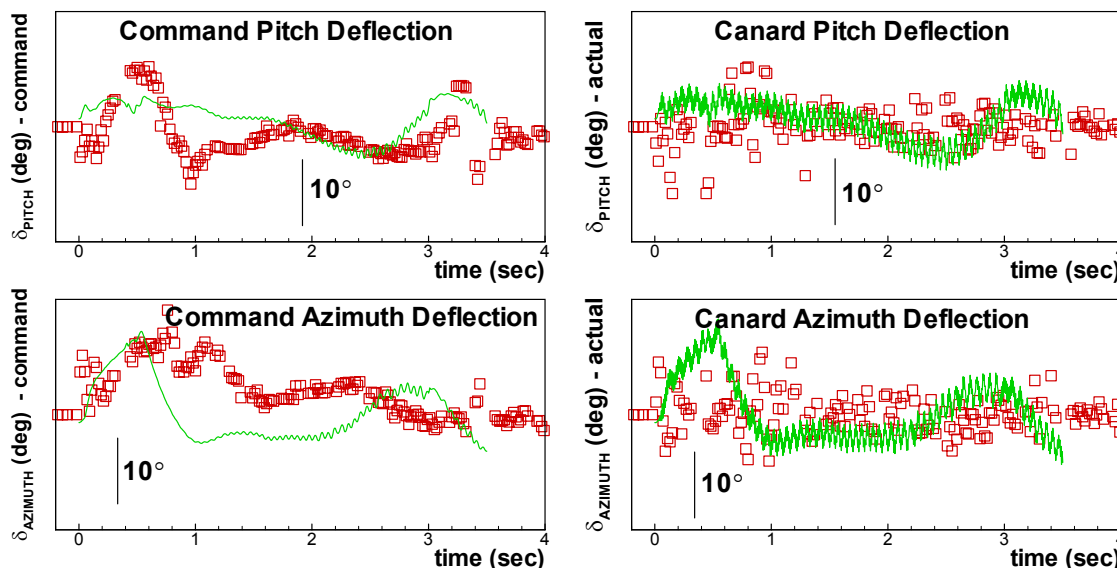 Command Pitch Deflection
δPITCH (deg) - command
10°
0 1 2 3 4
time (sec)
Canard Pitch Deflection
δPITCH (deg) - actual
10°
0 1 2 3 4
time (sec)
Command Azimuth Deflection
δAZIMUTH (deg) - command
10°
0 1 2 3 4
time (sec)
Canard Azimuth Deflection
δAZIMUTH (deg) - actual
10°
0 1 2 3 4
time (sec)